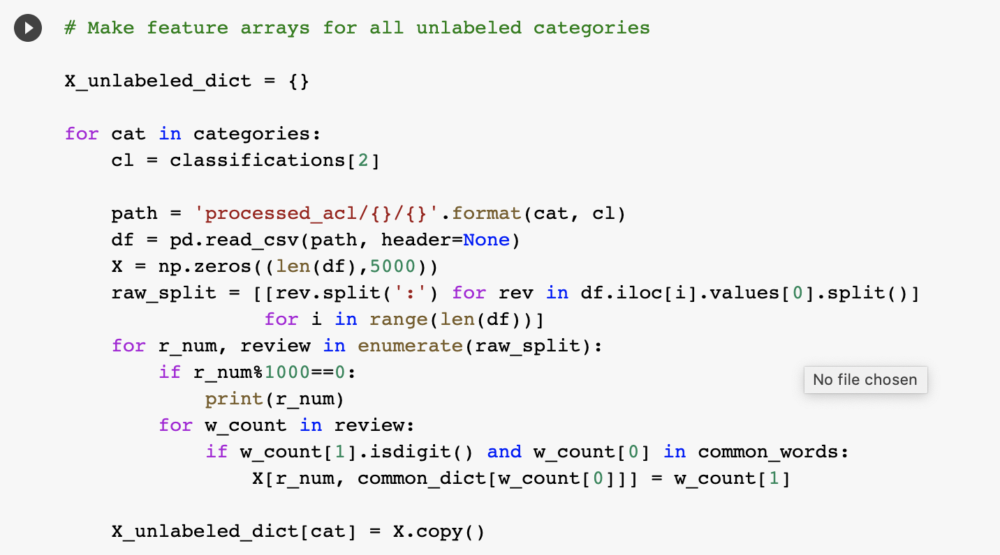 # Make feature arrays for all unlabeled categories
X_unlabeled_dict = {}
for cat in categories:
cl = classifications[2]
path = 'processed_acl/{}/{}'.format(cat, cl)
df = pd.read_csv(path, header=None)
X = np.zeros((len(df),5000))
raw_split = [[rev.split(':') for rev in df.iloc[i].values[0].split()]
for i in range(len(df))]
for r_num, review in enumerate(raw_split):
if r_num%1000==0:
No file chosen
print(r_num)
for w_count in review:
if w_count[1].isdigit() and w_count[0] in common_words:
X[r_num, common_dict[w_count[0]]] = w_count[1]
X_unlabeled_dict[cat] = X.copy()